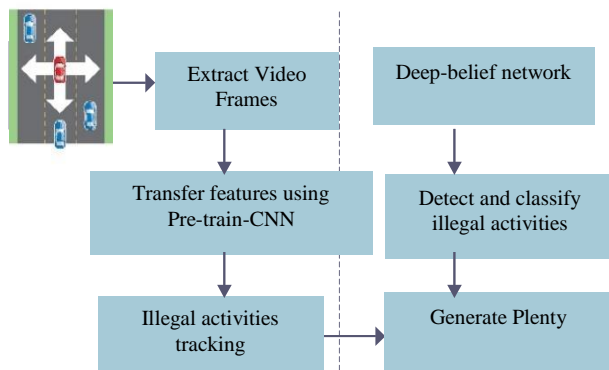 Extract Video
Frames
Transfer features using
Pre-train-CNN
Illegal activities
tracking
Deep-belief network
Detect and classify
illegal activities
Generate Plenty